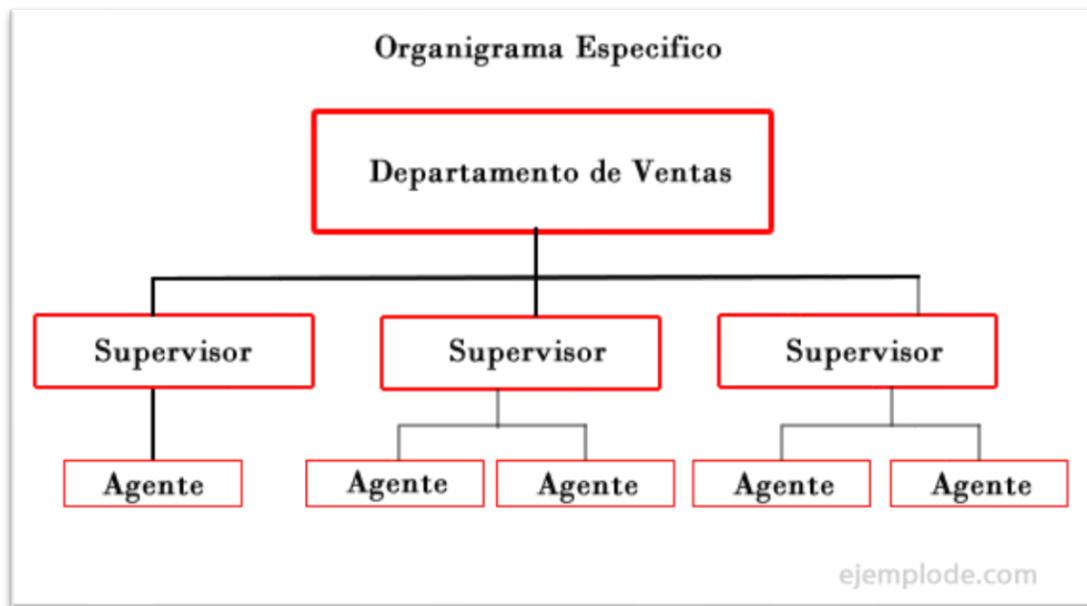 Organigrama Especifico
Departamento de Ventas
Supervisor Supervisor Supervisor
Agente Agente Agente Agente Agente
ejemplode.com